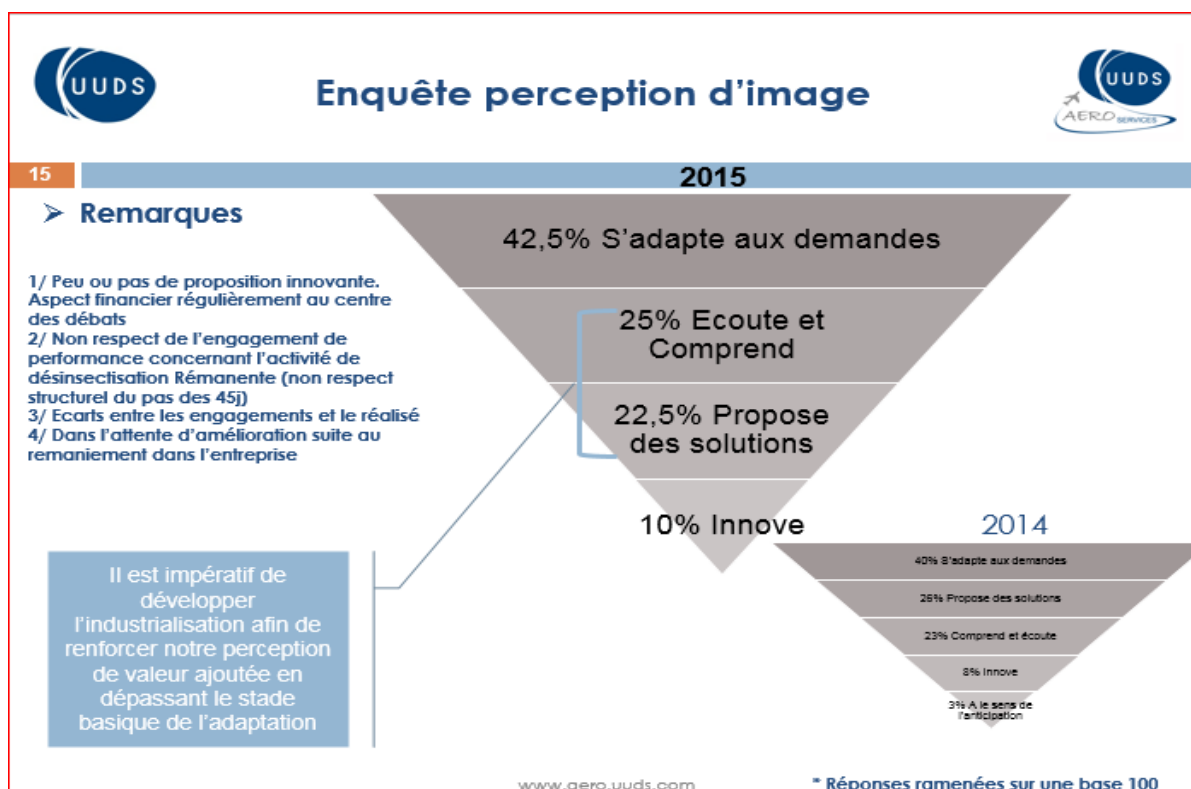 UUDS
Enquête perception d'image
UUDS
AERO SERVICES
15
2015
➢ Remarques
1/ Peu ou pas de proposition innovante.
Aspect financier régulièrement au centre
des débats
2/ Non respect de l'engagement de
performance concernant l'activité de
désinsectisation Rémanente (non respect
structurel du pas des 45j)
3/ Ecarts entre les engagements et le réalisé
4/ Dans l'attente d'amélioration suite au
remaniement dans l'entreprise
42,5% S'adapte aux demandes
25% Ecoute et
Comprend
22,5% Propose
des solutions
10% Innove
Il est impératif de
développer
l'industrialisation afin de
renforcer notre perception
de valeur ajoutée en
dépassant le stade
basique de l'adaptation
2014
40% S'adapte aux demandes
26% Propose des solutions
23% Comprend et écoute
8% Innove
3% A le sens de
l'anticipation
www.aero.uuds.com
* Réponses ramenées sur une base 100